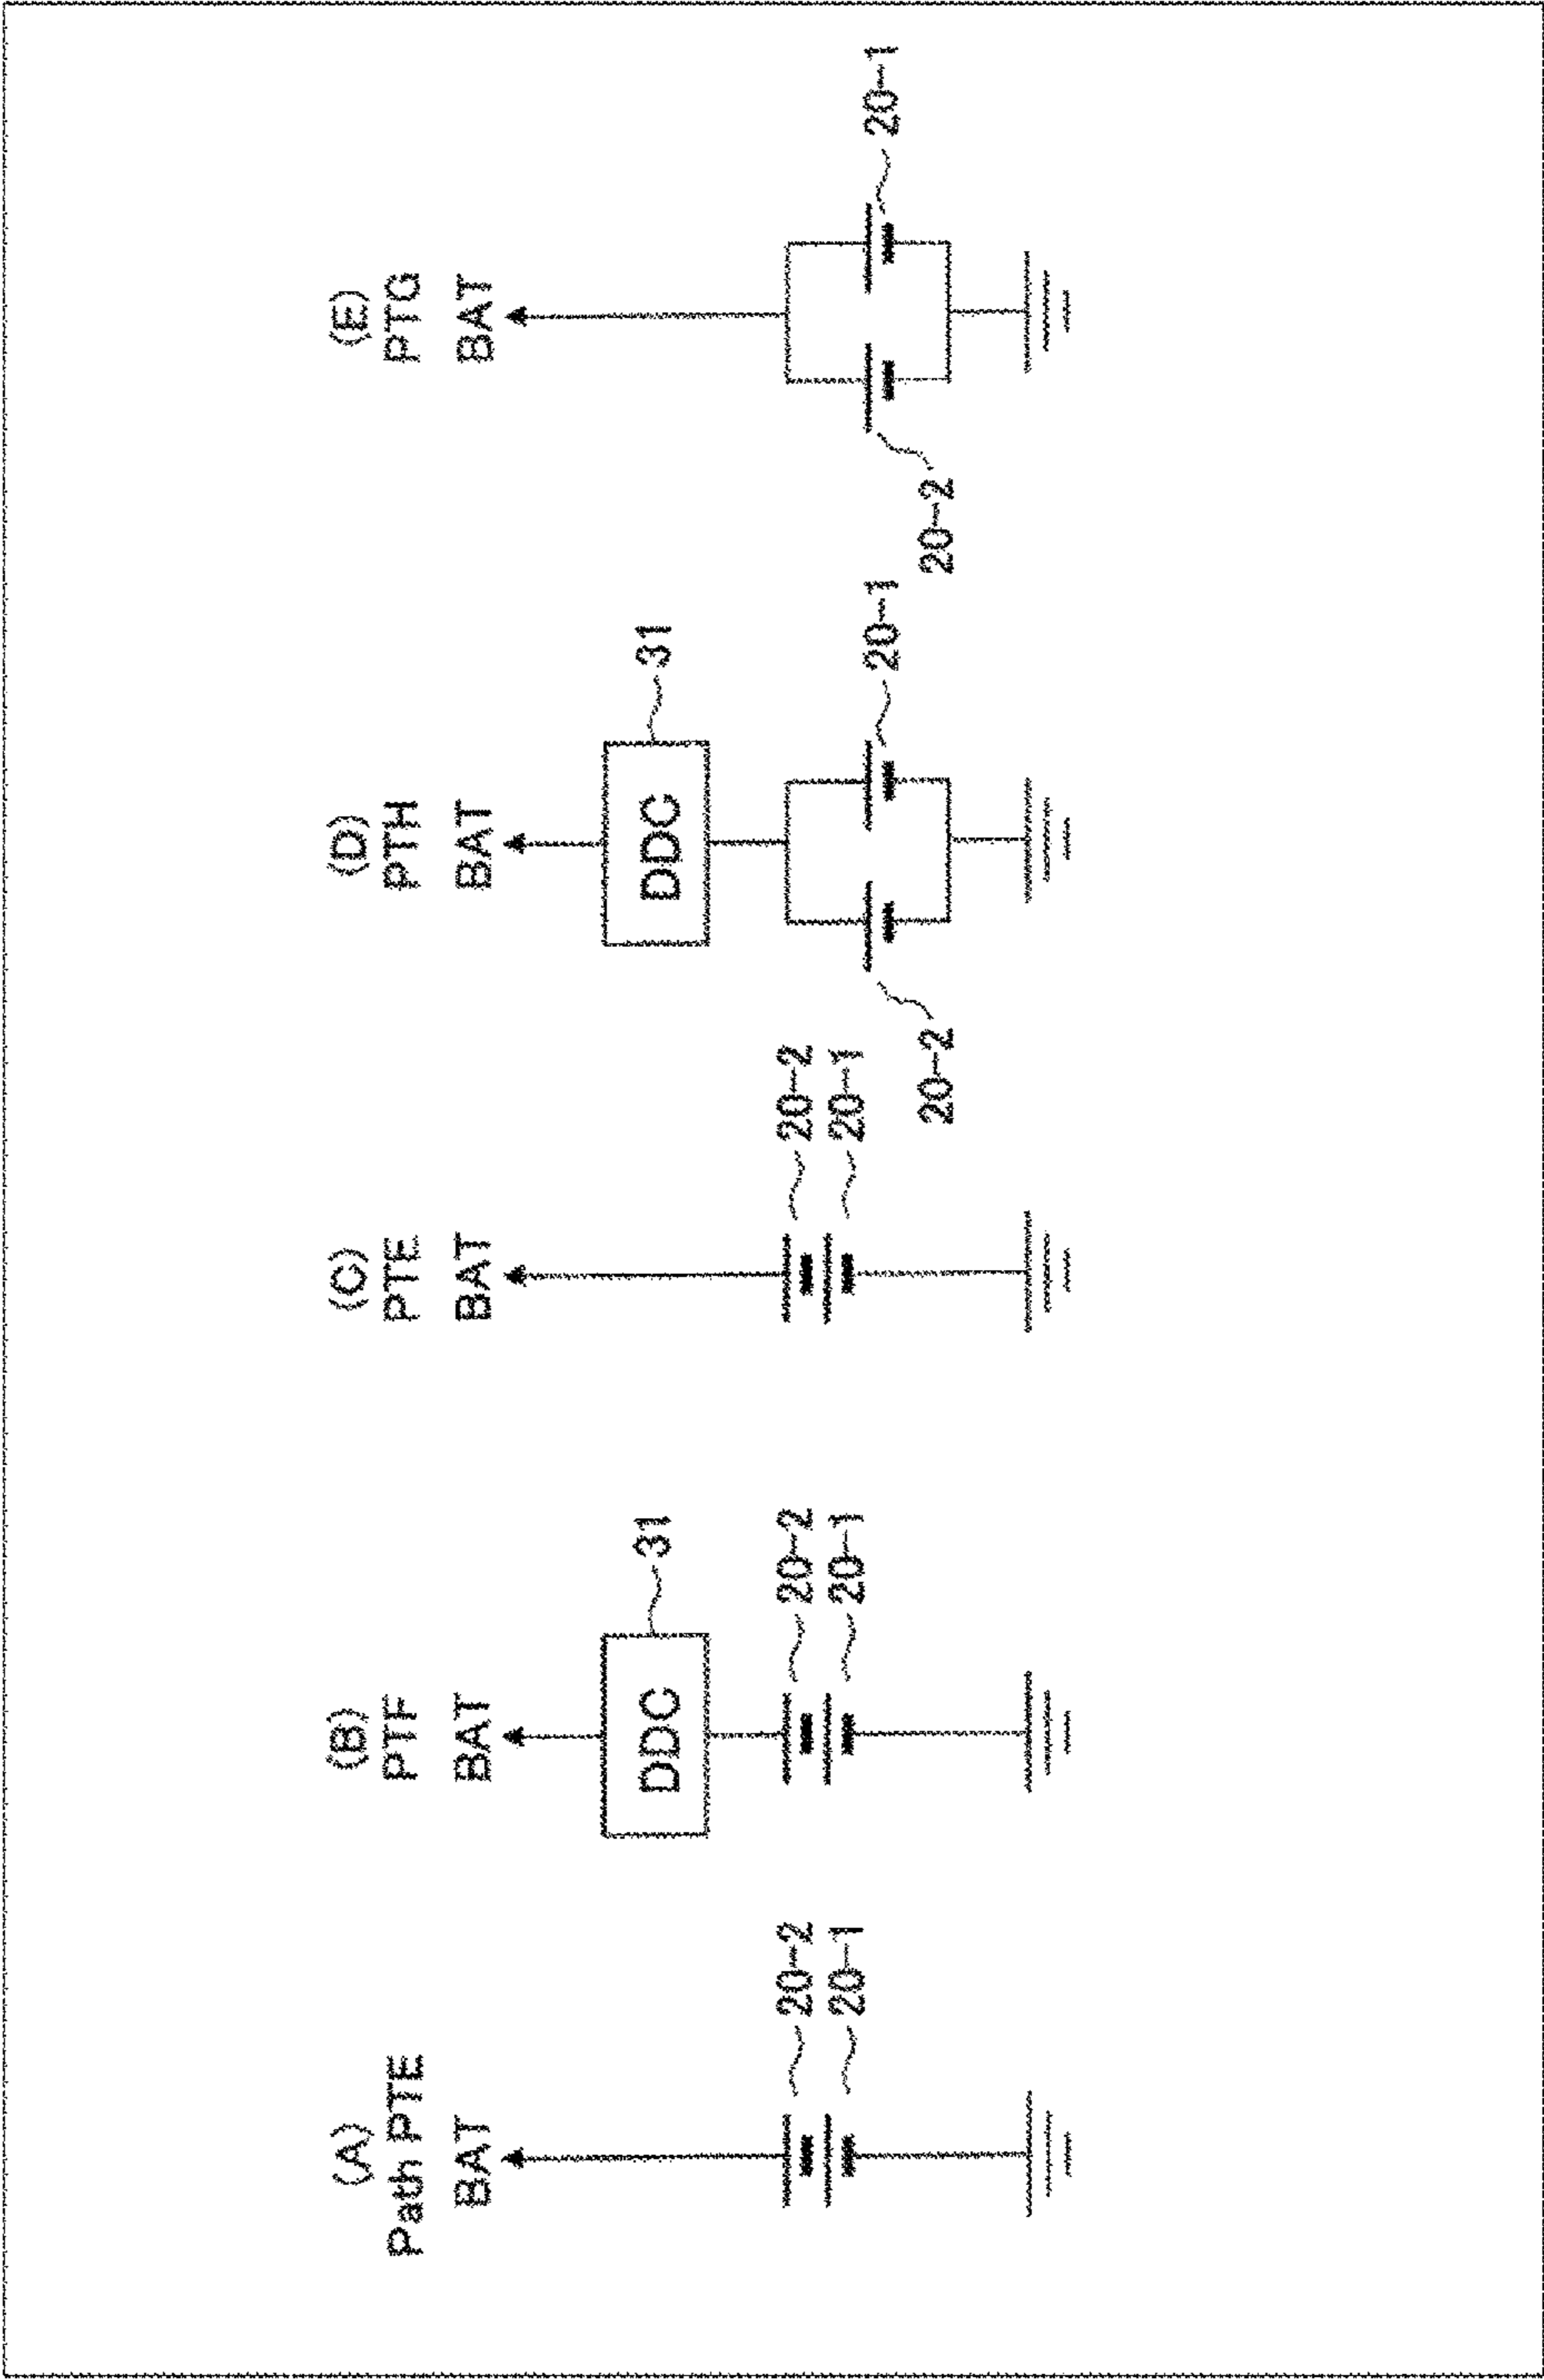 (A)
Path PTE
BAT
20-2
20-1
(B)
PTF
BAT
DDC
31
20-2
20-1
(C)
PTE
BAT
20-2
20-1
(D)
PTH
BAT
DDC
31
20-1
20-2
(E)
PTG
BAT
20-1
20-2